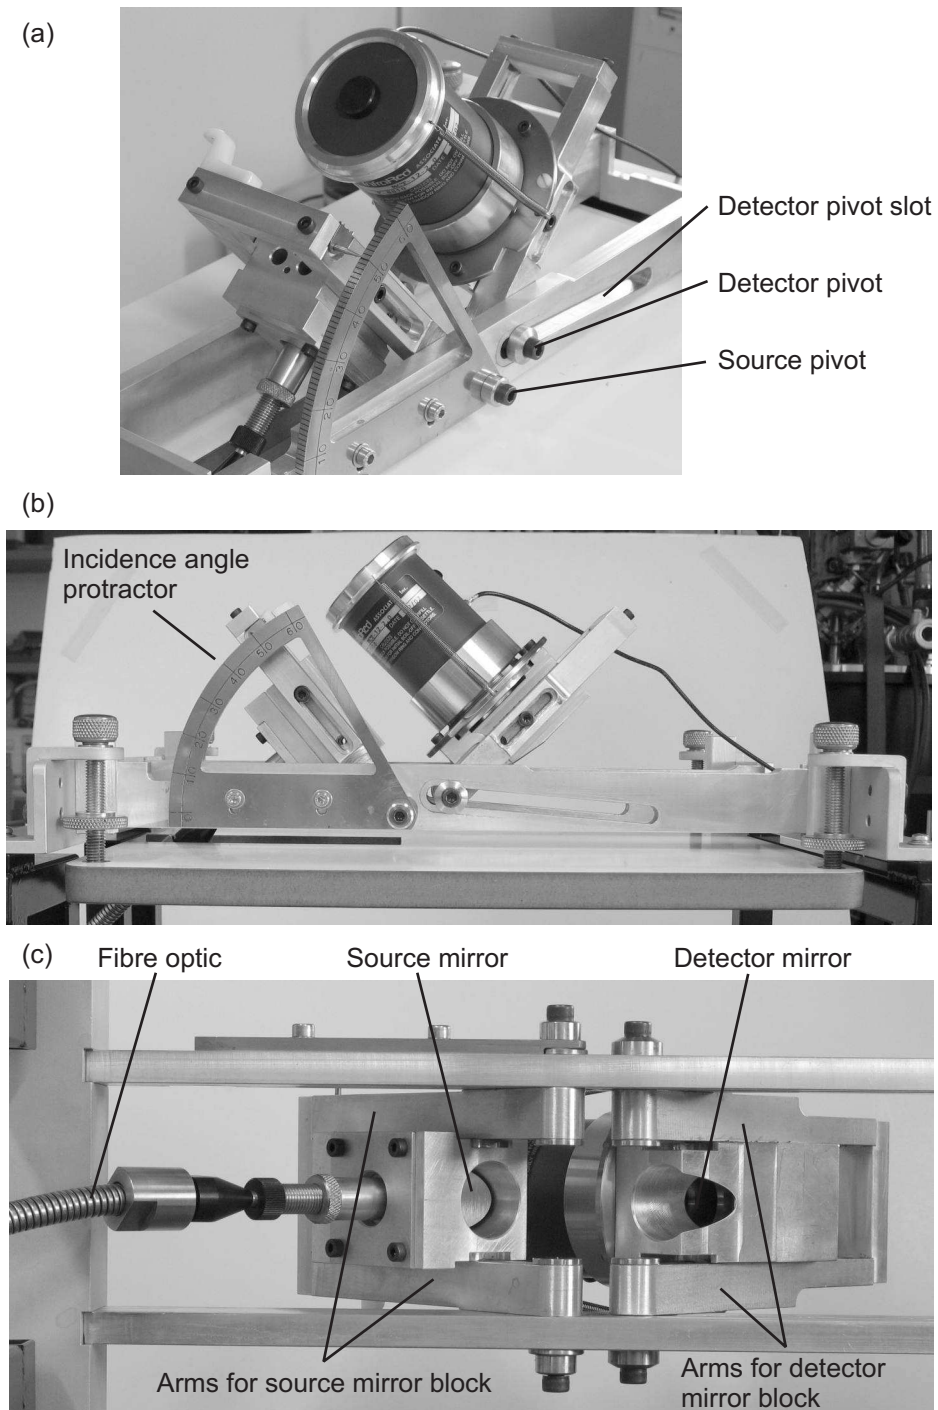 (a)
Detector pivot slot
Detector pivot
Source pivot
(b)
Incidence angle
protractor
(c)
Fibre optic
Source mirror
Detector mirror
Arms for source mirror block
Arms for detector
mirror block